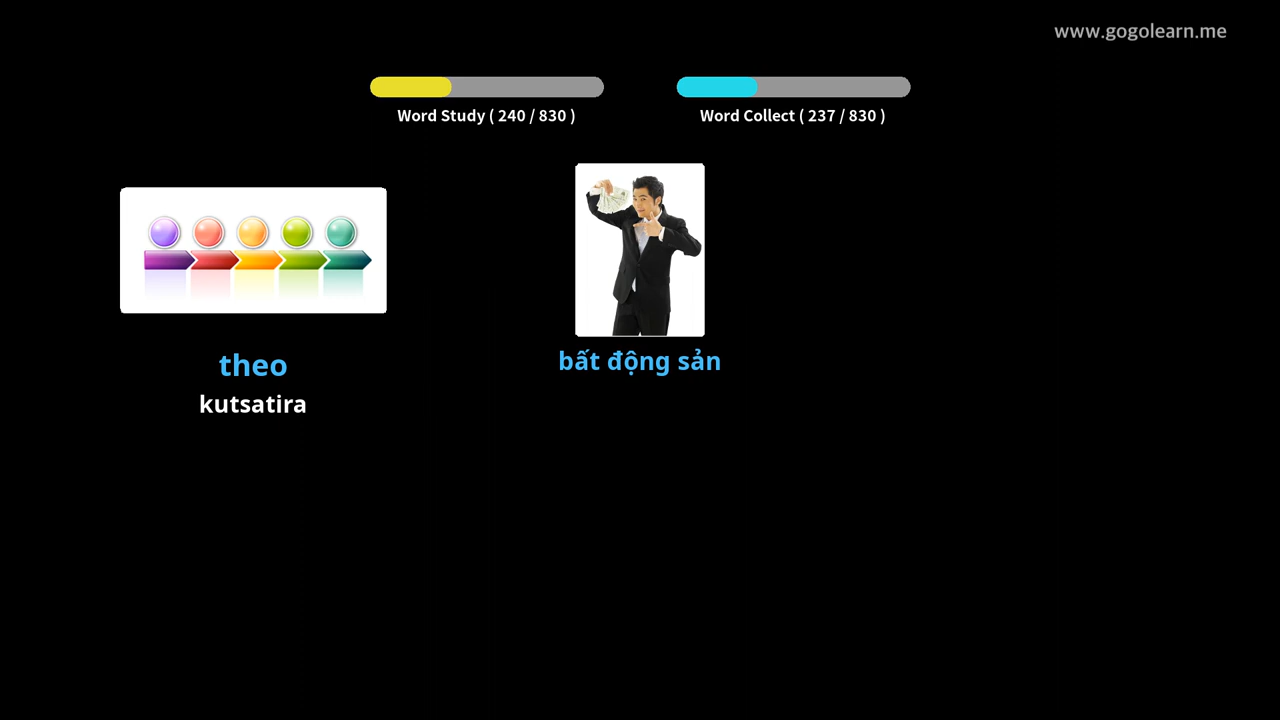 www.gogolearn.me
Word Study ( 240 / 830 )
Word Collect ( 237 / 830 )
theo
kutsatira
bất động sản